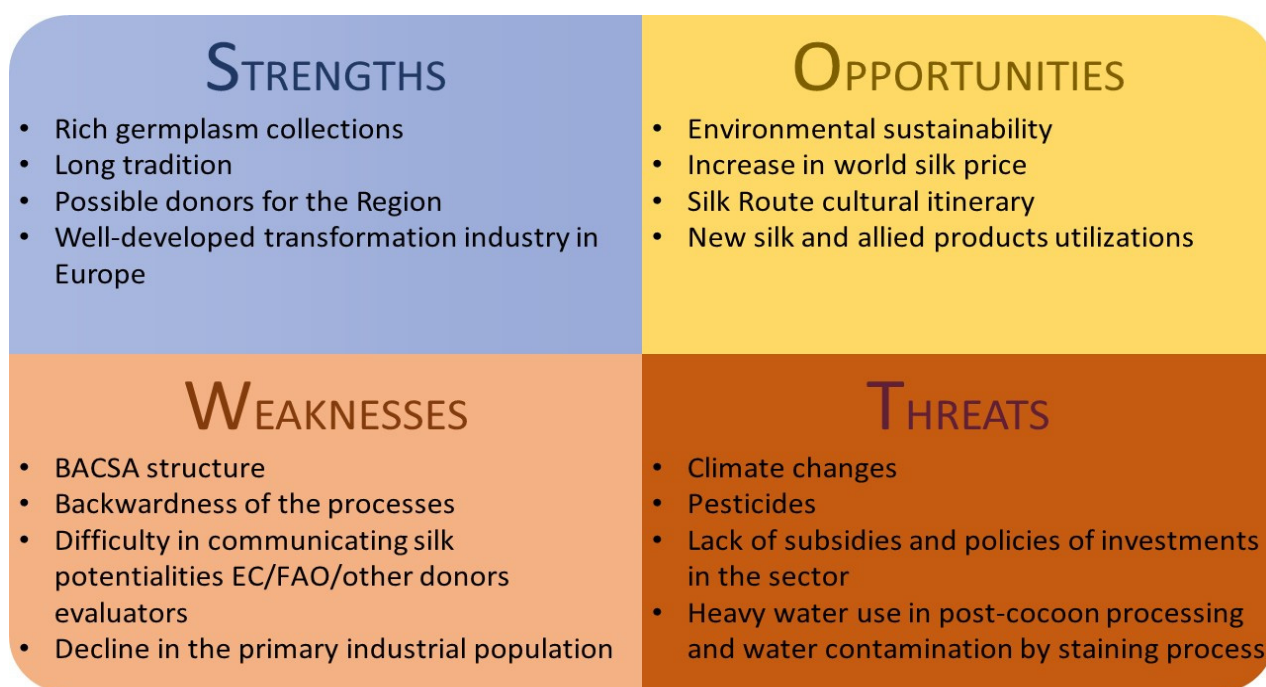 STRENGTHS
• Rich germplasm collections
• Long tradition
• Possible donors for the Region
• Well-developed transformation industry in
Europe
OPPORTUNITIES
• Environmental sustainability
• Increase in world silk price
• Silk Route cultural itinerary
• New silk and allied products utilizations
WEAKNESSES
• BACSA structure
• Backwardness of the processes
• Difficulty in communicating silk
potentialities EC/FAO/other donors
evaluators
• Decline in the primary industrial population
THREATS
• Climate changes
• Pesticides
• Lack of subsidies and policies of investments
in the sector
• Heavy water use in post-cocoon processing
and water contamination by staining process